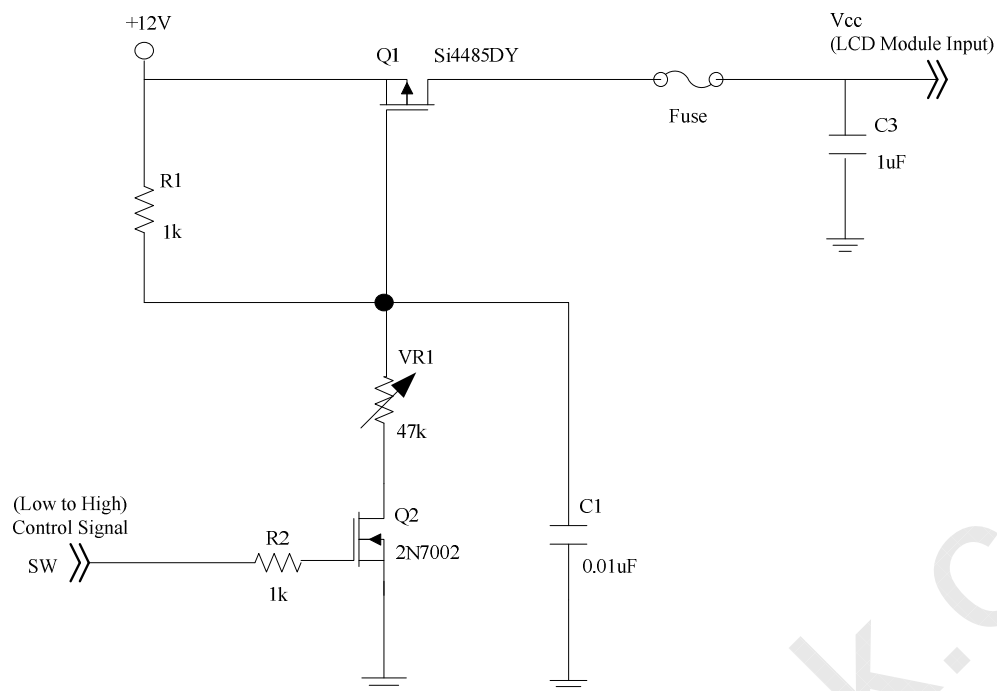 +12V
Vcc
(LCD Module Input)
Q1
Si4485DY
Fuse
C3
1uF
R1
1k
VR1
47k
(Low to High)
Control Signal
SW
R2
1k
Q2
2N7002
C1
0.01uF